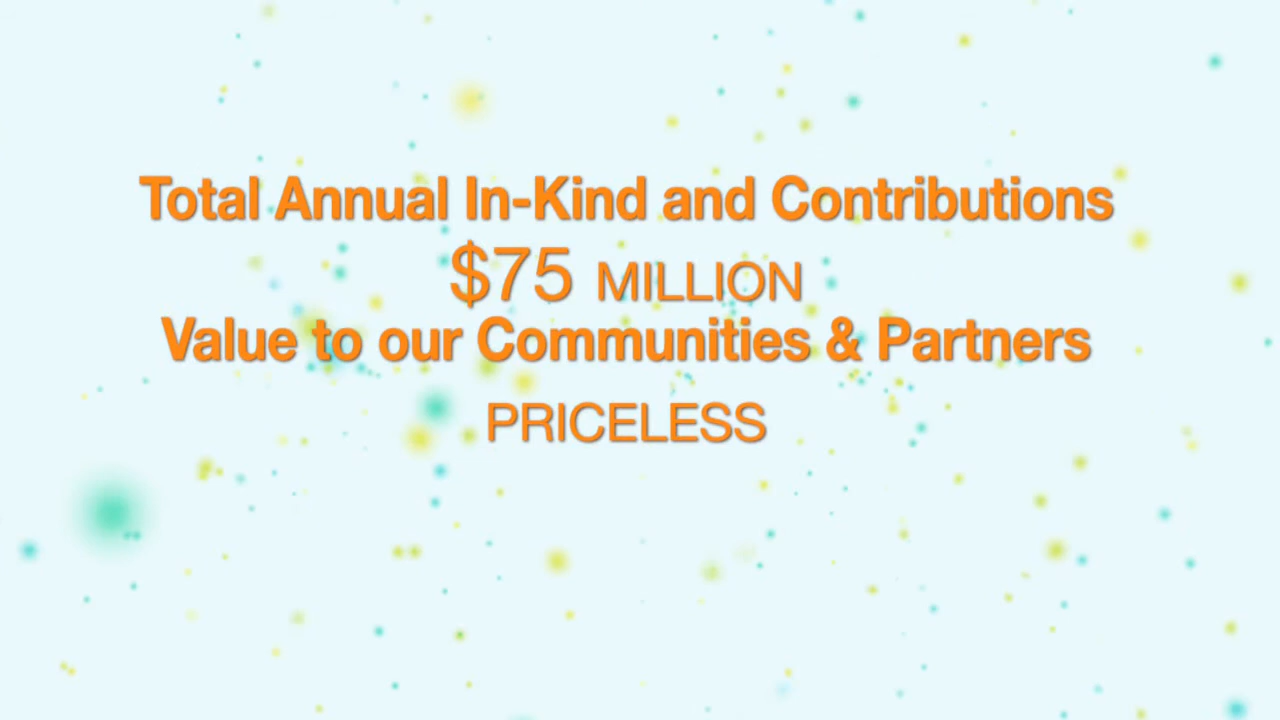 Total Annual In-Kind and Contributions
$75 MILLION
Value to our Communities & Partners
PRICELESS